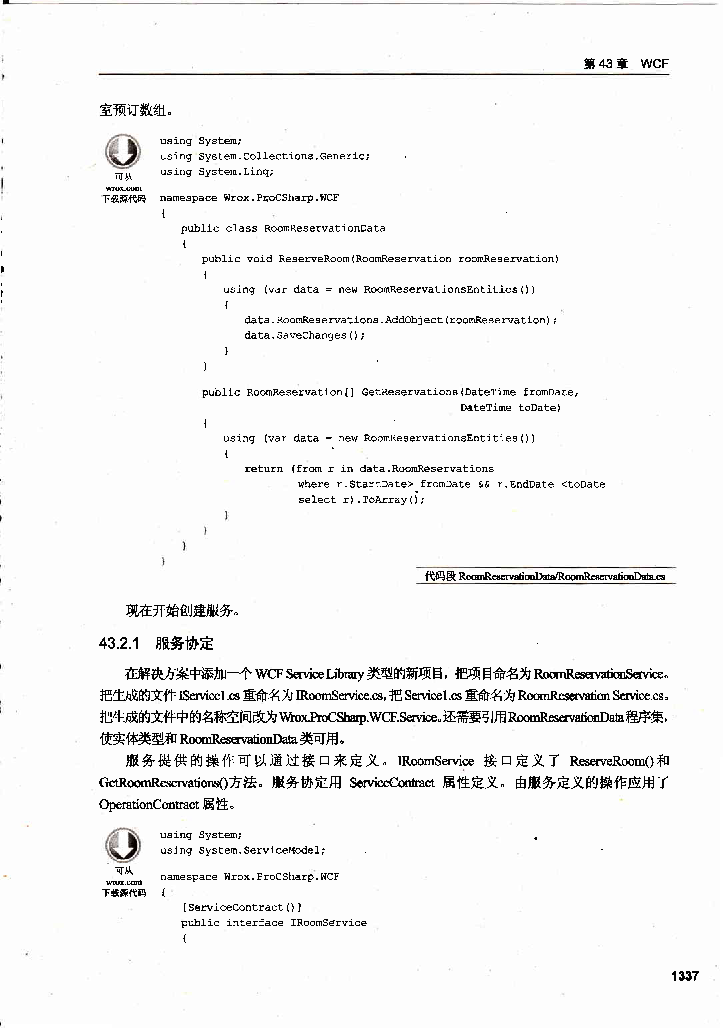 第 43 章 WCF
室预订数组。
可从
wrox.com
下载源代码
using System;
using System.Collections.Generic;
using System.Linq;
namespace Wrox.ProCSharp.WCF
{
public class RoomReservationData
{
public void ReserveRoom(RoomReservation roomReservation)
{
using (var data = new RoomReservationsEntities())
{
data.RoomReservations.AddObject(roomReservation);
data.SaveChanges();
}
}
public RoomReservation[] GetReservations(DateTime fromDate,
DateTime toDate)
{
using (var data = new RoomReservationsEntities())
{
return (from r in data.RoomReservations
where r.StartDate> fromDate && r.EndDate <toDate
select r).ToArray();
}
}
}
}
代码段 RoomReservationData/RoomReservationData.cs
现在开始创建服务。
43.2.1 服务协定
在解决方案中添加一个 WCF Service Library 类型的新项目，把项目命名为 RoomReservationService。
把生成的文件 IService1.cs 重命名为 IRoomService.cs, 把 Service1.cs 重命名为 RoomReservation Service.cs。
把生成的文件中的名称空间改为 Wrox.ProCSharp.WCF.Service。还需要引用 RoomReservationData 程序集，
使实体类型和 RoomReservationData 类可用。
服务提供的操作可以通过接口来定义。IRoomService 接口定义了 ReserveRoom()和
GetRoomReservations()方法。服务协定用 ServiceContract 属性定义。由服务定义的操作应用了
OperationContract 属性。
可从
wrox.com
下载源代码
using System;
using System.ServiceModel;
namespace Wrox.ProCSharp.WCF
{
[ServiceContract()]
public interface IRoomService
{
1337